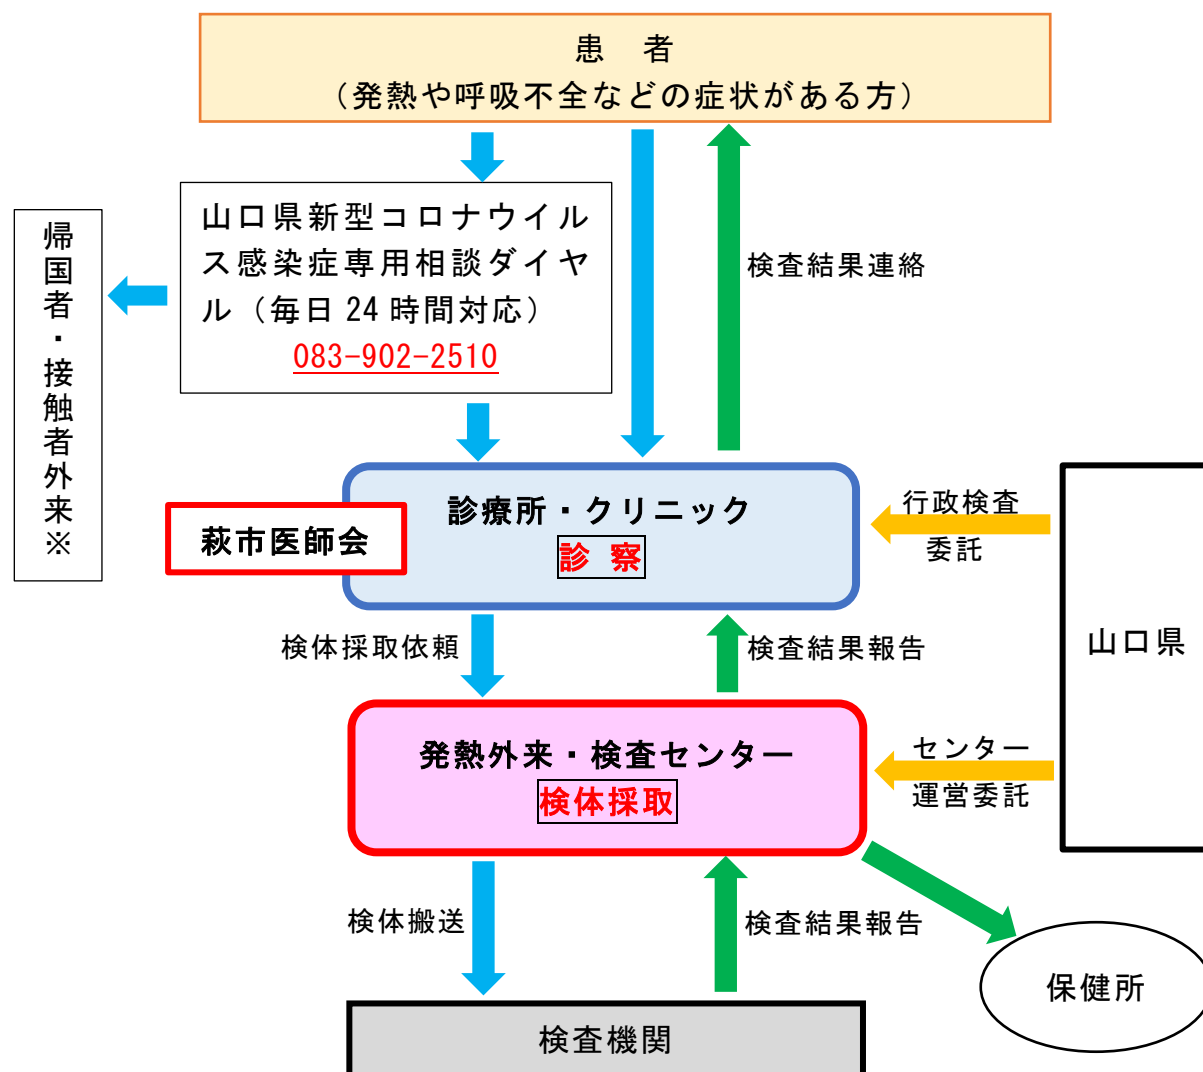 患　者
（発熱や呼吸不全などの症状がある方）
山口県新型コロナウイル
ス感染症専用相談ダイヤ
ル（毎日 24 時間対応）
083-902-2510
帰国者・接触者外来※
検査結果連絡
診療所・クリニック
診 察
萩市医師会
行政検査
委託
山口県
検体採取依頼
検査結果報告
発熱外来・検査センター
検体採取
センター
運営委託
検体搬送
検査結果報告
保健所
検査機関